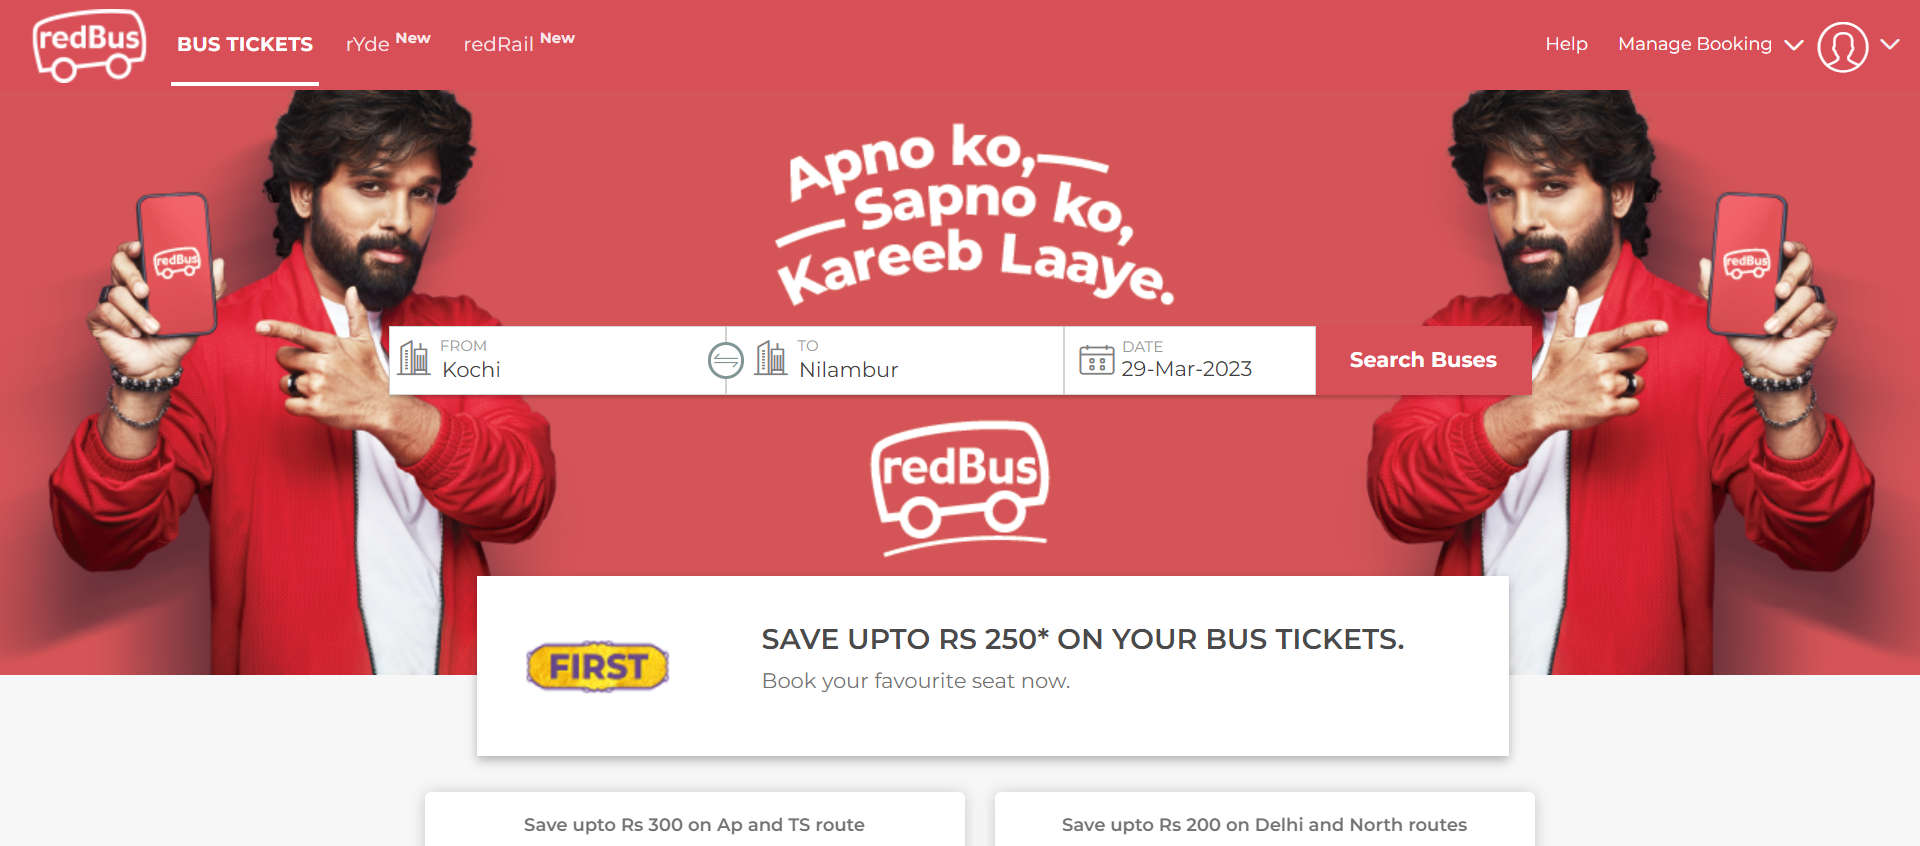 redBus
BUS TICKETS
rYde New
redRail New
Help
Manage Booking
Apno ko,
Sapno ko,
Kareeb Laaye.
redBus
redBus
FROM
Kochi
TO
Nilambur
DATE
29-Mar-2023
Search Buses
redBus
FIRST
SAVE UPTO RS 250* ON YOUR BUS TICKETS.
Book your favourite seat now.
Save upto Rs 300 on Ap and TS route
Save upto Rs 200 on Delhi and North routes